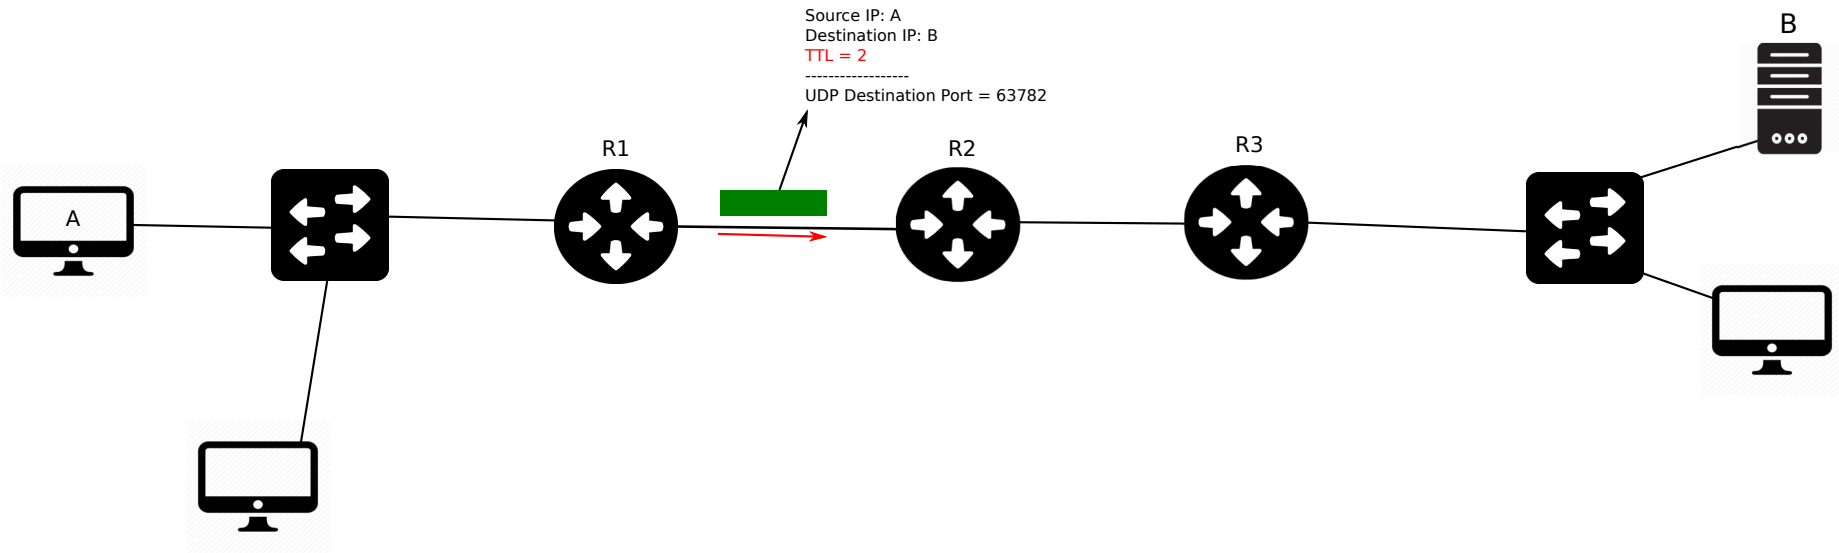 Source IP: A
Destination IP: B
TTL = 2
------------------
UDP Destination Port = 63782
B
R1
R2
R3
A